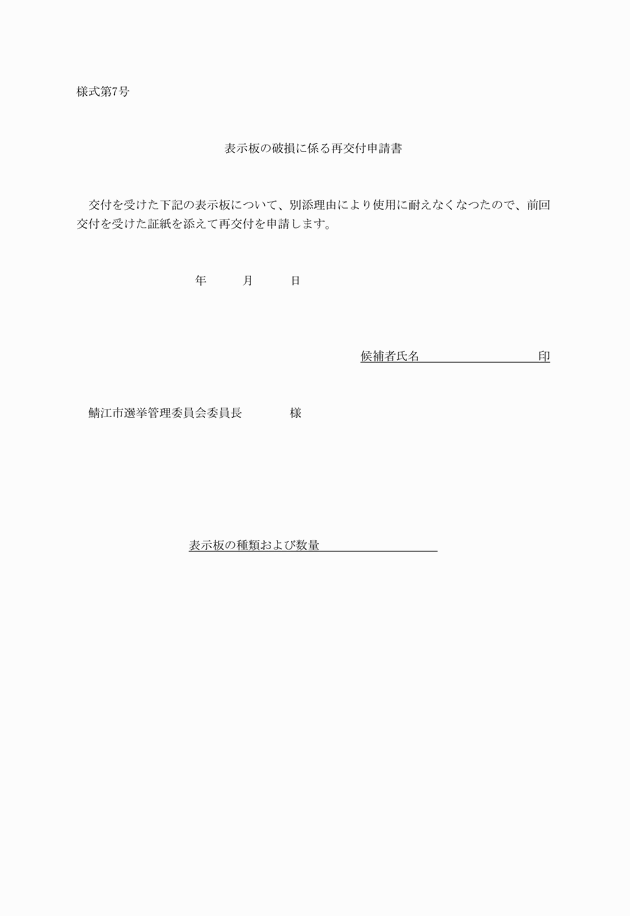 様式第7号
表示板の破損に係る再交付申請書
交付を受けた下記の表示板について、別添理由により使用に耐えなくなつたので、前回
交付を受けた証紙を添えて再交付を申請します。
年　　　月　　　日
候補者氏名　　　　　　　　　　印
鯖江市選挙管理委員会委員長　　　　様
表示板の種類および数量